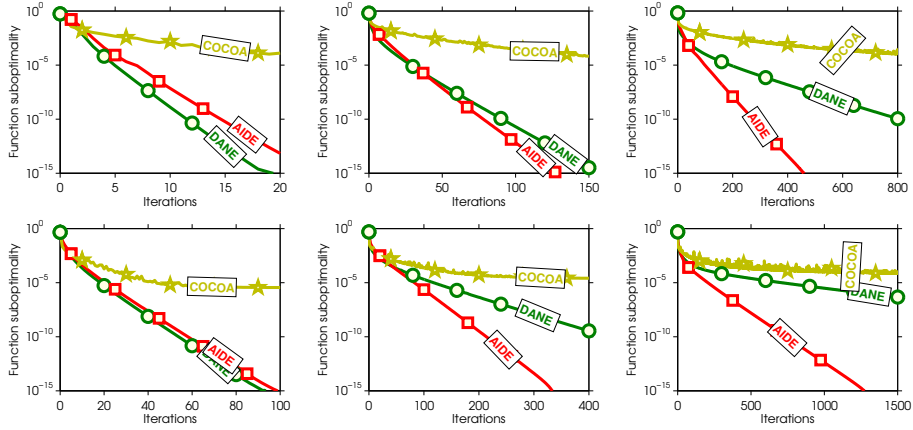 Function suboptimality
10^0
10^-5
10^-10
10^-15
0 5 10 15 20
Iterations
COCOA
AIDE
DANE
Function suboptimality
10^0
10^-5
10^-10
10^-15
0 50 100 150
Iterations
COCOA
DANE
AIDE
Function suboptimality
10^0
10^-5
10^-10
10^-15
0 200 400 600 800
Iterations
COCOA
DANE
AIDE
Function suboptimality
10^0
10^-5
10^-10
10^-15
0 20 40 60 80 100
Iterations
COCOA
AIDE
DANE
Function suboptimality
10^0
10^-5
10^-10
10^-15
0 100 200 300 400
Iterations
COCOA
DANE
AIDE
Function suboptimality
10^0
10^-5
10^-10
10^-15
0 500 1000 1500
Iterations
COCOA
DANE
AIDE